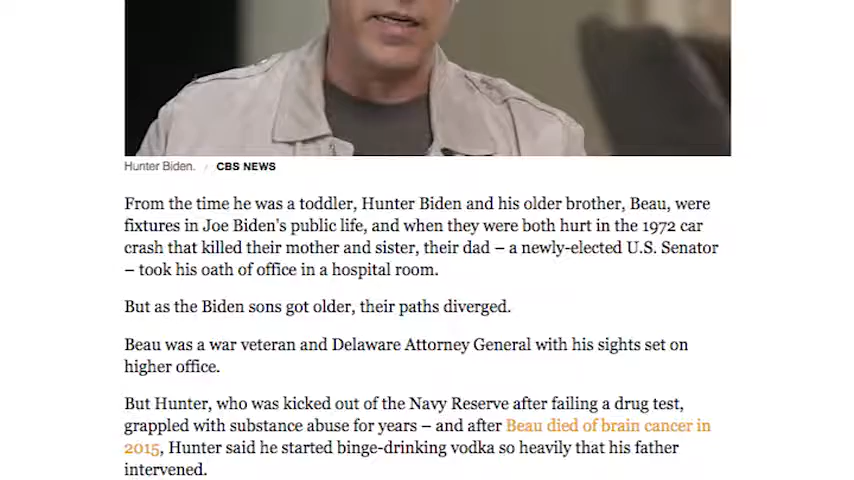 Hunter Biden. / CBS NEWS
From the time he was a toddler, Hunter Biden and his older brother, Beau, were
fixtures in Joe Biden's public life, and when they were both hurt in the 1972 car
crash that killed their mother and sister, their dad – a newly-elected U.S. Senator
– took his oath of office in a hospital room.
But as the Biden sons got older, their paths diverged.
Beau was a war veteran and Delaware Attorney General with his sights set on
higher office.
But Hunter, who was kicked out of the Navy Reserve after failing a drug test,
grappled with substance abuse for years – and after Beau died of brain cancer in
2015, Hunter said he started binge-drinking vodka so heavily that his father
intervened.